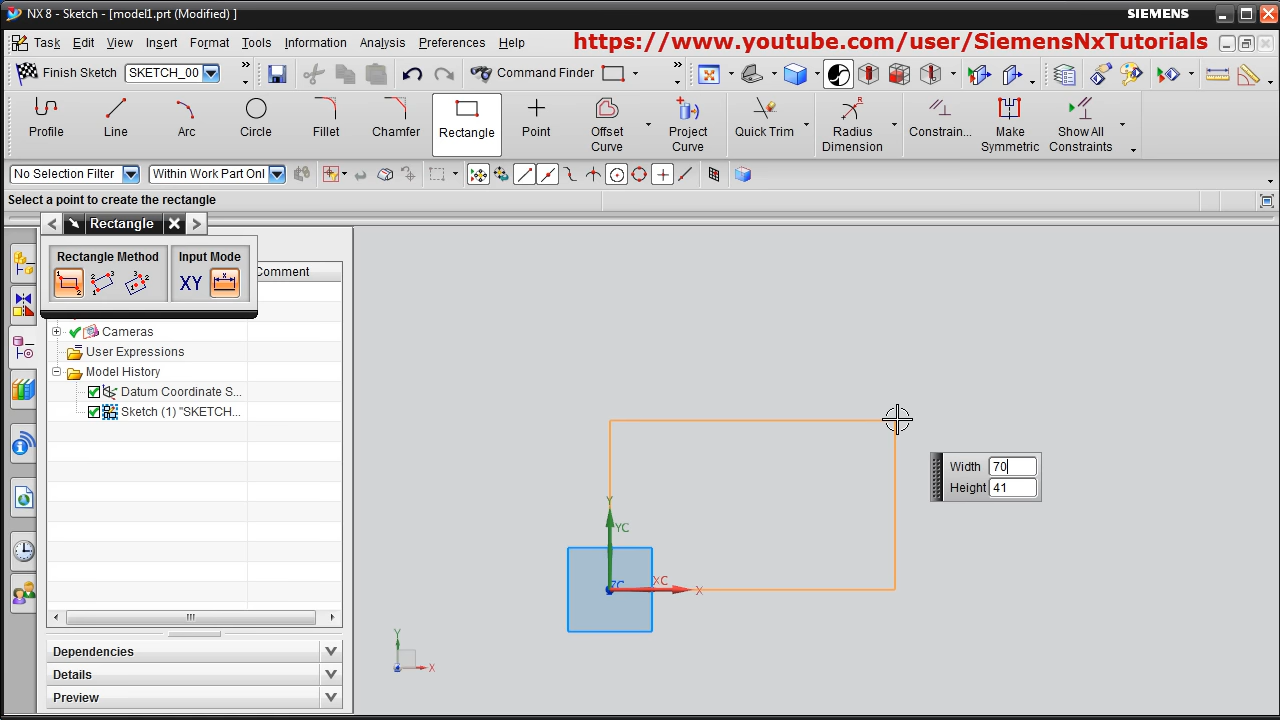 NX 8 - Sketch - [model1.prt (Modified) ]
SIEMENS
Task Edit View Insert Format Tools Information Analysis Preferences Help
https://www.youtube.com/user/SiemensNxTutorials
Finish Sketch SKETCH_00 Command Finder
Profile Line Arc Circle Fillet Chamfer Rectangle Point Offset Curve Project Curve Quick Trim Radius Dimension Constrain... Make Symmetric Show All Constraints
No Selection Filter Within Work Part Onl
Select a point to create the rectangle
Rectangle
Rectangle Method Input Mode
XY
Comment
Cameras
User Expressions
Model History
Datum Coordinate S...
Sketch (1) "SKETCH...
Dependencies
Details
Preview
Width 70
Height 41
Y
YC
ZC
XC
X
Y
X